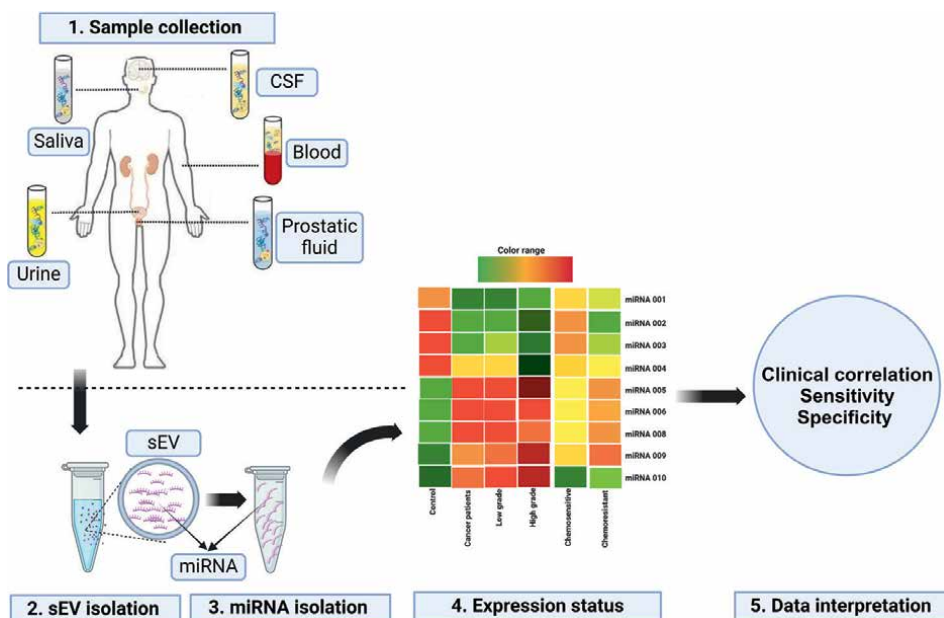 1. Sample collection
CSF
Saliva
Blood
Urine
Prostatic
fluid
Color range
miRNA 001
miRNA 002
miRNA 003
miRNA 004
miRNA 005
miRNA 006
miRNA 008
miRNA 009
miRNA 010
Control
Cancer patients
Low grade
High grade
Chemosensitive
Chemoresistant
Clinical correlation
Sensitivity
Specificity
sEV
miRNA
2. sEV isolation
3. miRNA isolation
4. Expression status
5. Data interpretation